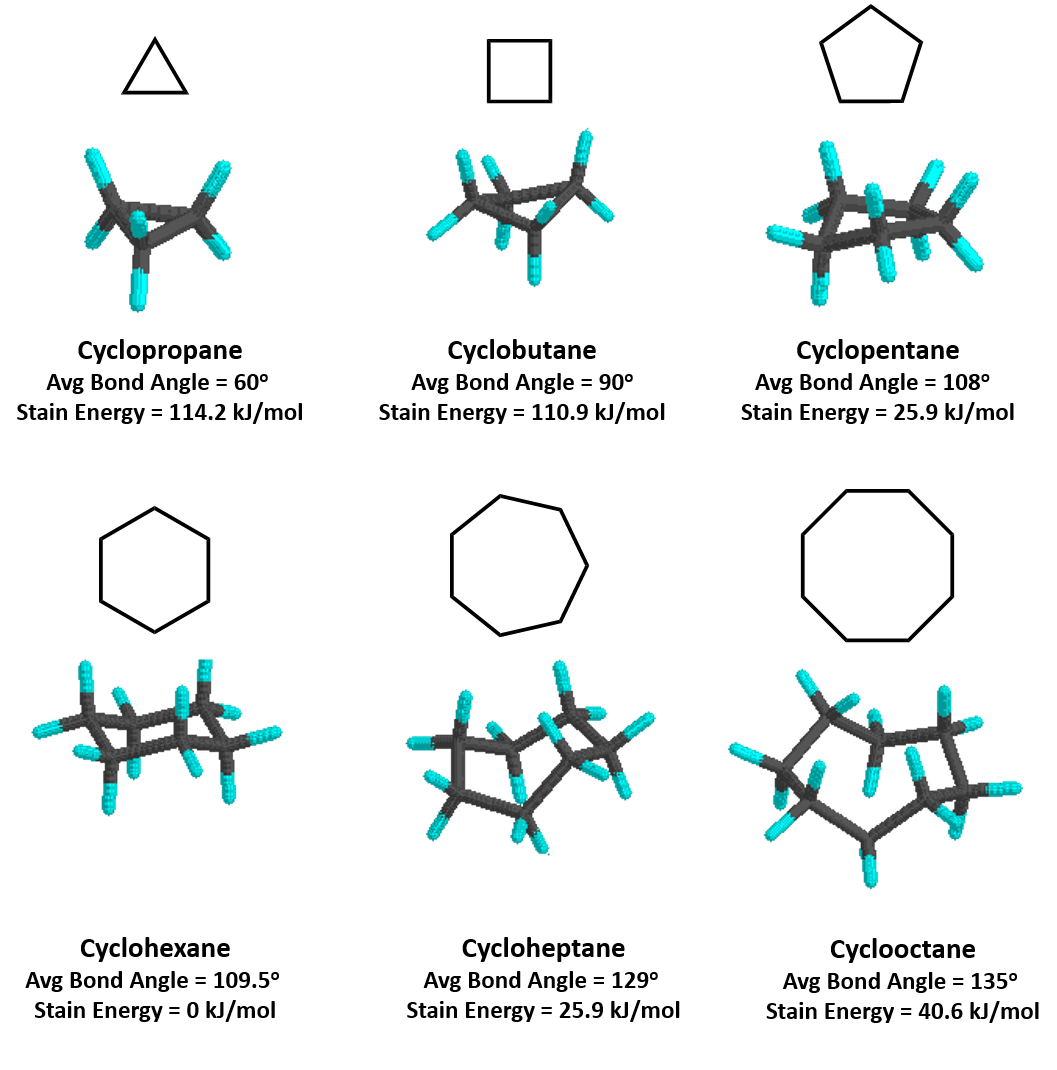 Cyclopropane
Avg Bond Angle = 60°
Stain Energy = 114.2 kJ/mol
Cyclobutane
Avg Bond Angle = 90°
Stain Energy = 110.9 kJ/mol
Cyclopentane
Avg Bond Angle = 108°
Stain Energy = 25.9 kJ/mol
Cyclohexane
Avg Bond Angle = 109.5°
Stain Energy = 0 kJ/mol
Cycloheptane
Avg Bond Angle = 129°
Stain Energy = 25.9 kJ/mol
Cyclooctane
Avg Bond Angle = 135°
Stain Energy = 40.6 kJ/mol